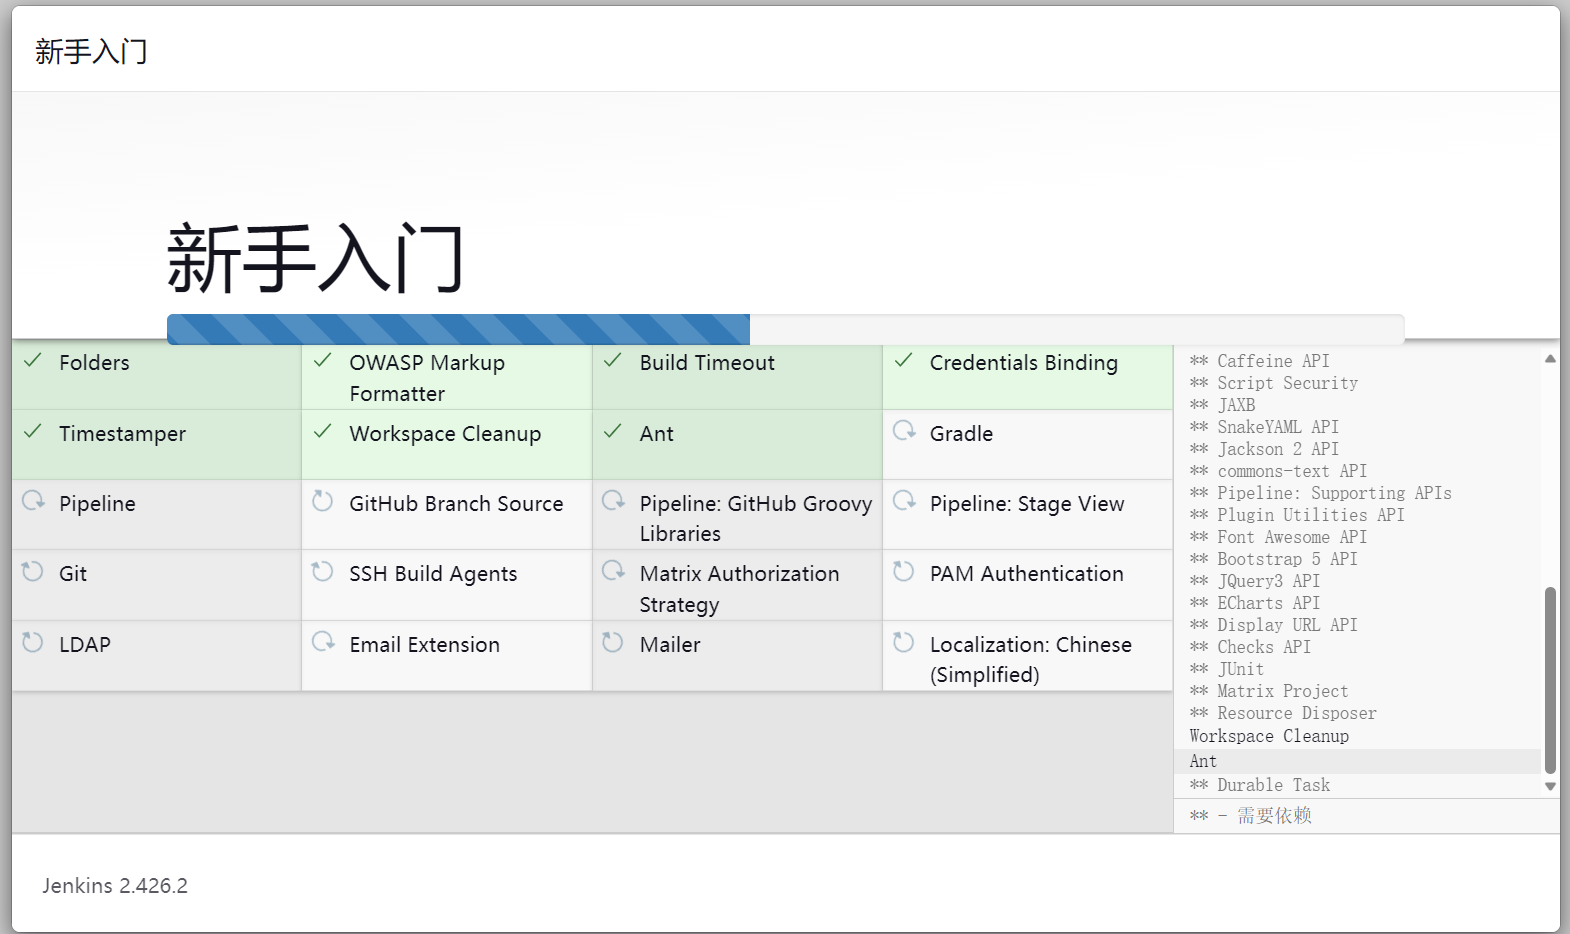 新手入门
新手入门
Folders
OWASP Markup
Formatter
Build Timeout
Credentials Binding
Timestamper
Workspace Cleanup
Ant
Gradle
Pipeline
GitHub Branch Source
Pipeline: GitHub Groovy
Libraries
Pipeline: Stage View
Git
SSH Build Agents
Matrix Authorization
Strategy
PAM Authentication
LDAP
Email Extension
Mailer
Localization: Chinese
(Simplified)
** Caffeine API
** Script Security
** JAXB
** SnakeYAML API
** Jackson 2 API
** commons-text API
** Pipeline: Supporting APIs
** Plugin Utilities API
** Font Awesome API
** Bootstrap 5 API
** JQuery3 API
** ECharts API
** Display URL API
** Checks API
** JUnit
** Matrix Project
** Resource Disposer
Workspace Cleanup
Ant
** Durable Task
** - 需要依赖
Jenkins 2.426.2